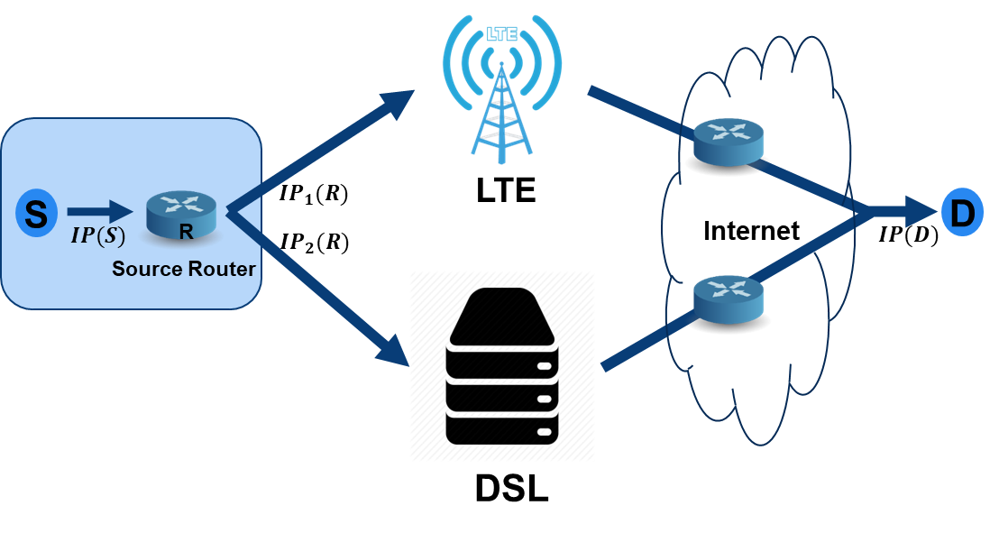 LTE
LTE
S
IP(S)
R
Source Router
IP₁(R)
IP₂(R)
Internet
IP(D)
D
DSL